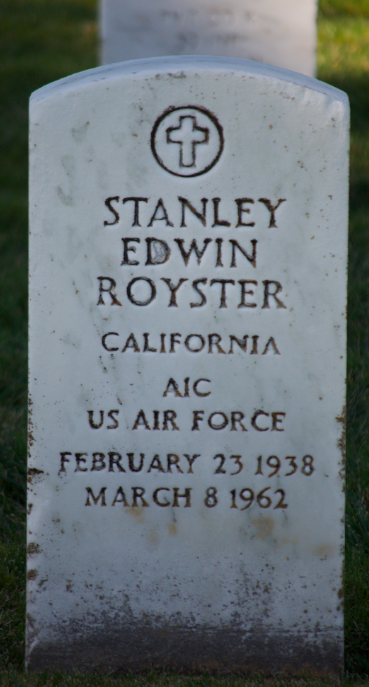 STANLEY
EDWIN
ROYSTER
CALIFORNIA
A1C
US AIR FORCE
FEBRUARY 23 1938
MARCH 8 1962